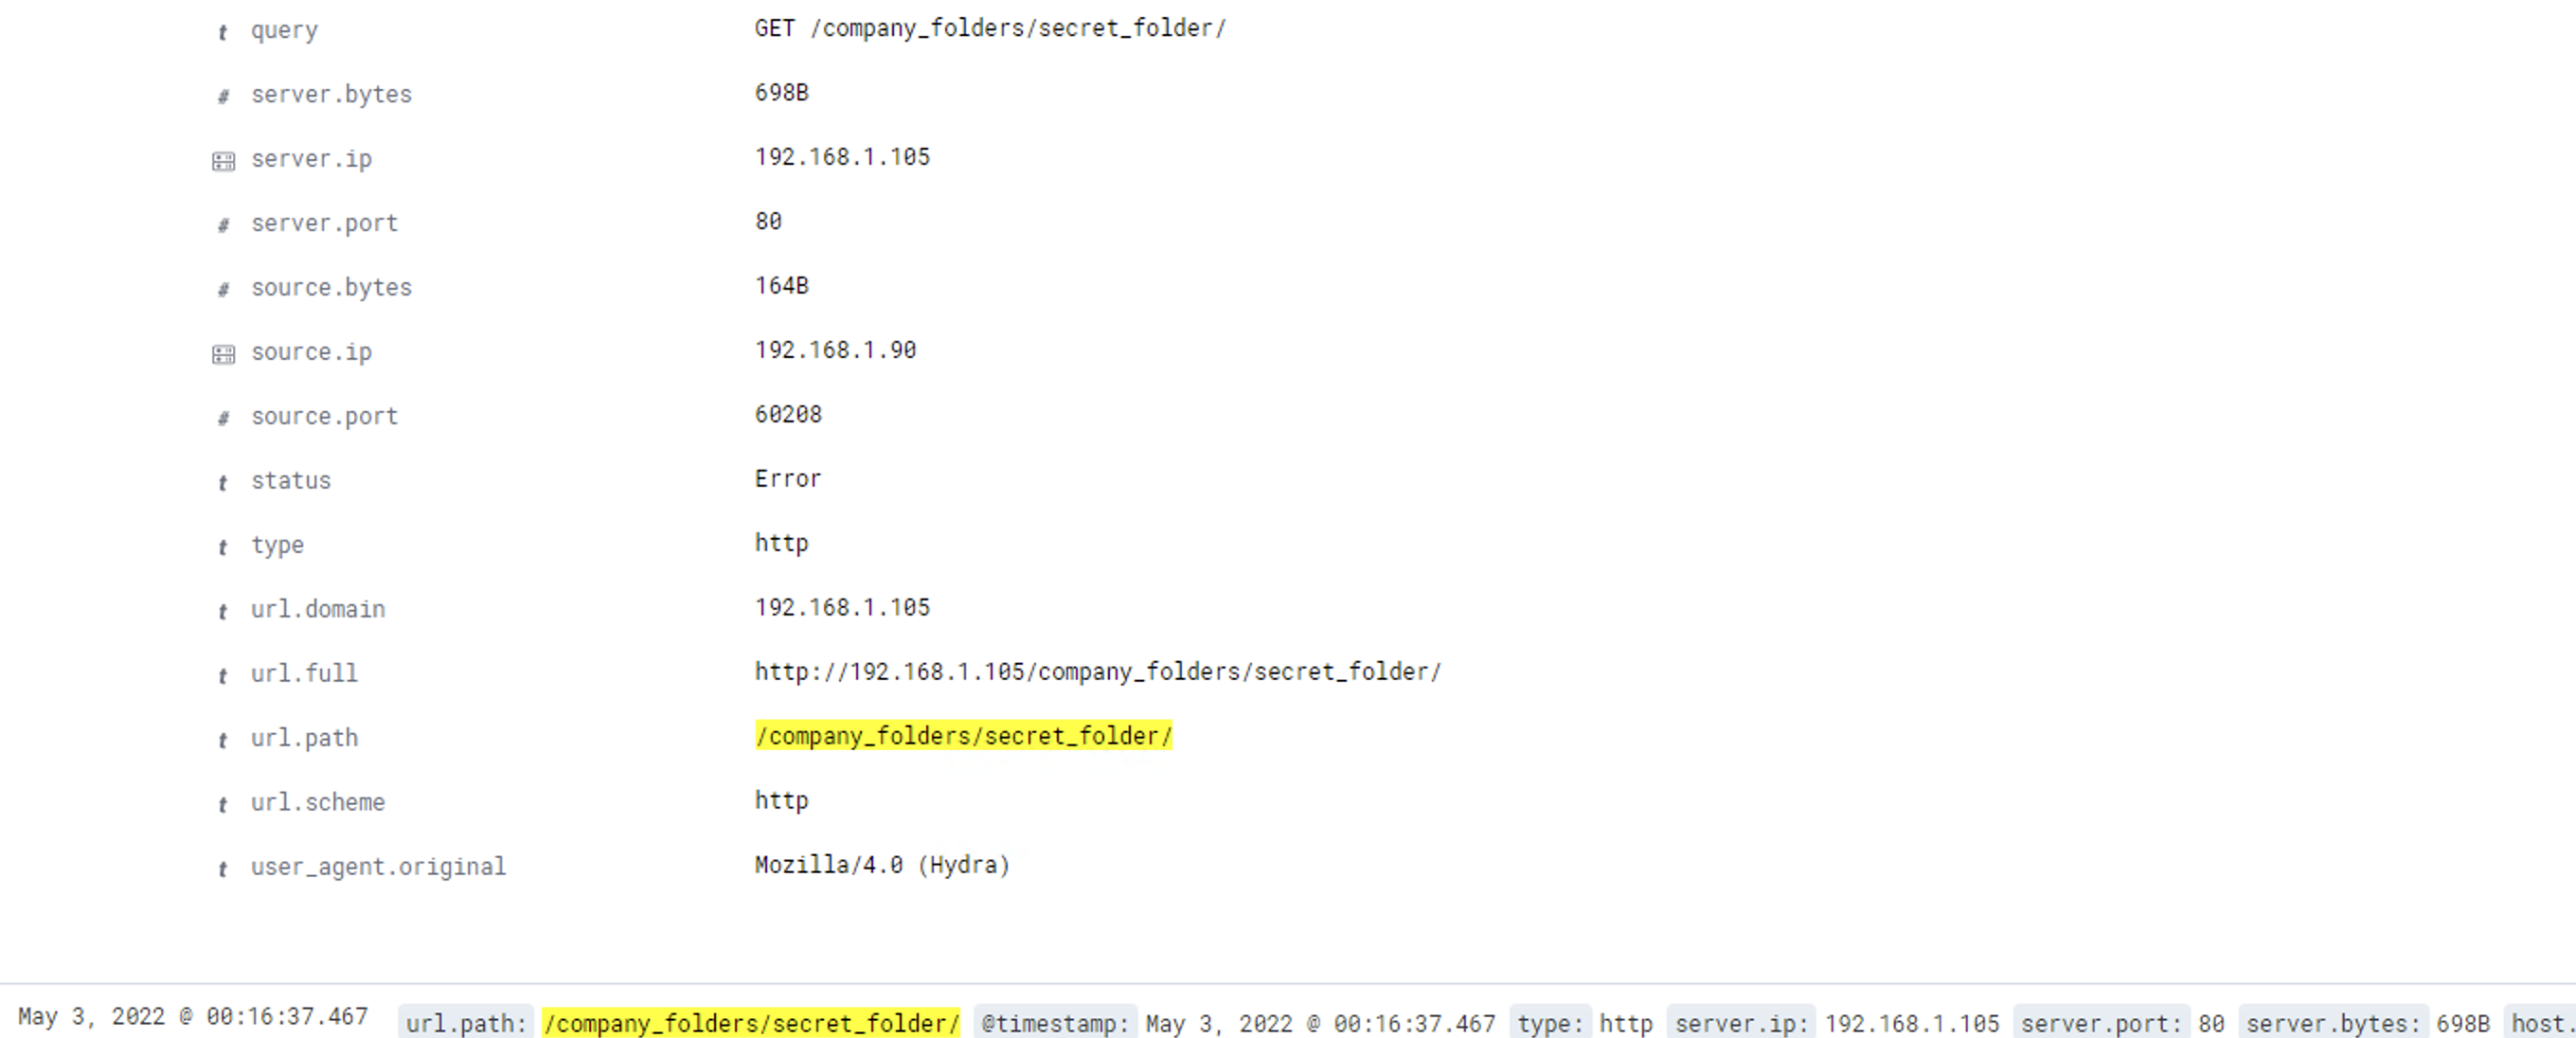 t query GET /company_folders/secret_folder/
# server.bytes 698B
server.ip 192.168.1.105
# server.port 80
# source.bytes 164B
source.ip 192.168.1.90
# source.port 60208
t status Error
t type http
t url.domain 192.168.1.105
t url.full http://192.168.1.105/company_folders/secret_folder/
t url.path /company_folders/secret_folder/
t url.scheme http
t user_agent.original Mozilla/4.0 (Hydra)
May 3, 2022 @ 00:16:37.467 url.path: /company_folders/secret_folder/ @timestamp: May 3, 2022 @ 00:16:37.467 type: http server.ip: 192.168.1.105 server.port: 80 server.bytes: 698B host.